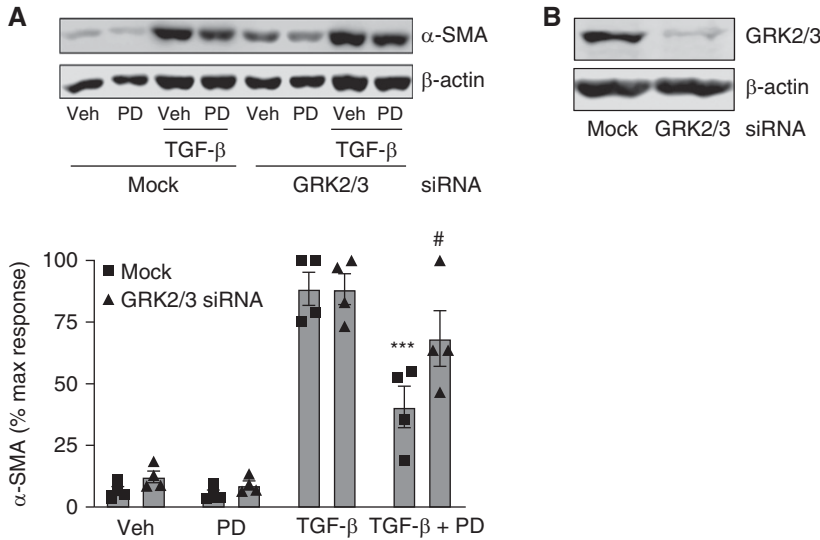 A
α-SMA
β-actin
Veh PD Veh PD Veh PD Veh PD
TGF-β TGF-β
Mock GRK2/3 siRNA
B
GRK2/3
β-actin
Mock GRK2/3 siRNA
α-SMA (% max response)
100
75
50
25
0
Mock
GRK2/3 siRNA
***
#
Veh PD TGF-β TGF-β + PD